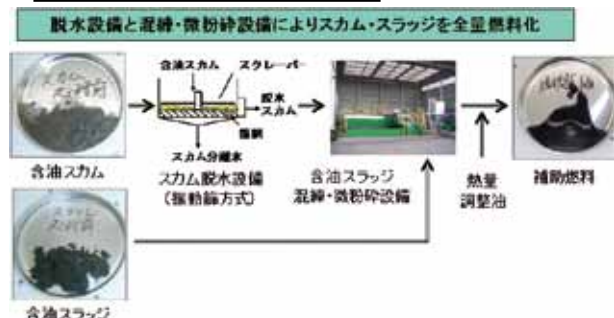 脱水設備と混練・微粉砕設備によりスカム・スラッジを全量燃料化
含油スカム
スクレーパー
脱水
スカム
スカム分離水
含油スカム
スカム脱水設備
(振動篩方式)
含油スラッジ
混練・微粉砕設備
熱量
調整油
補助燃料
含油スラッジ